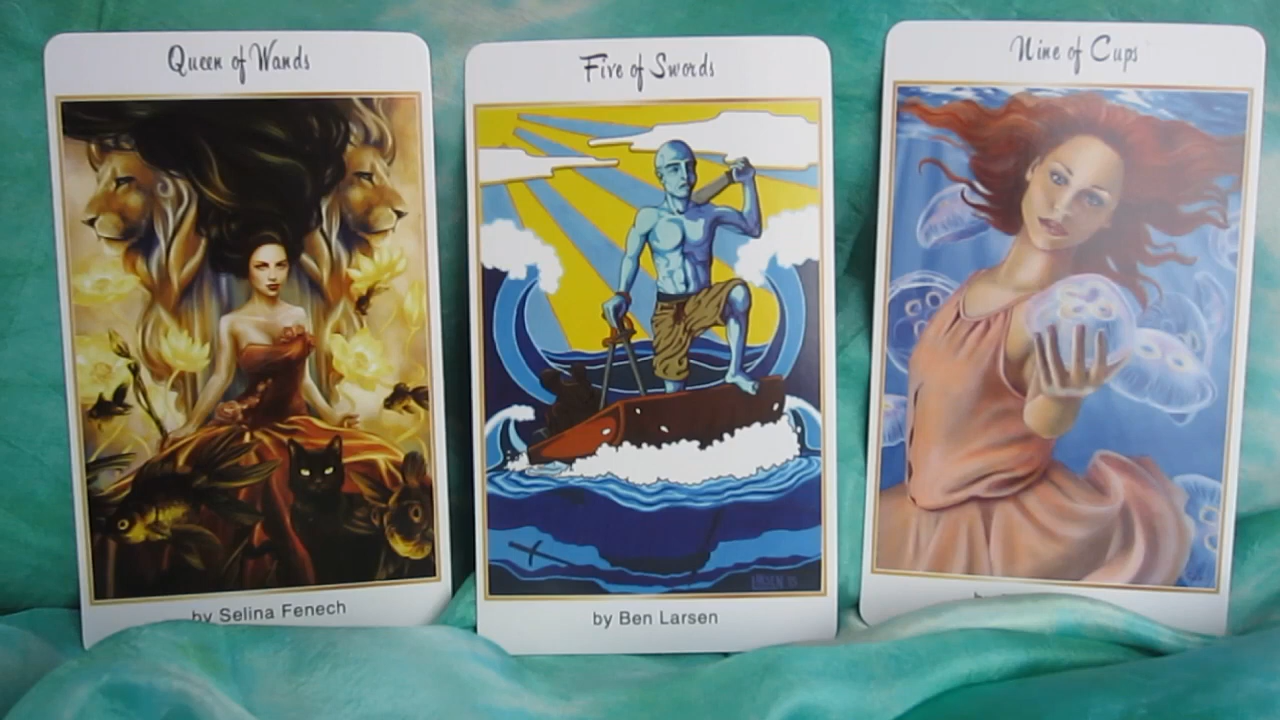 Queen of Wands
Five of Swords
Nine of Cups
by Selina Fenech
by Ben Larsen